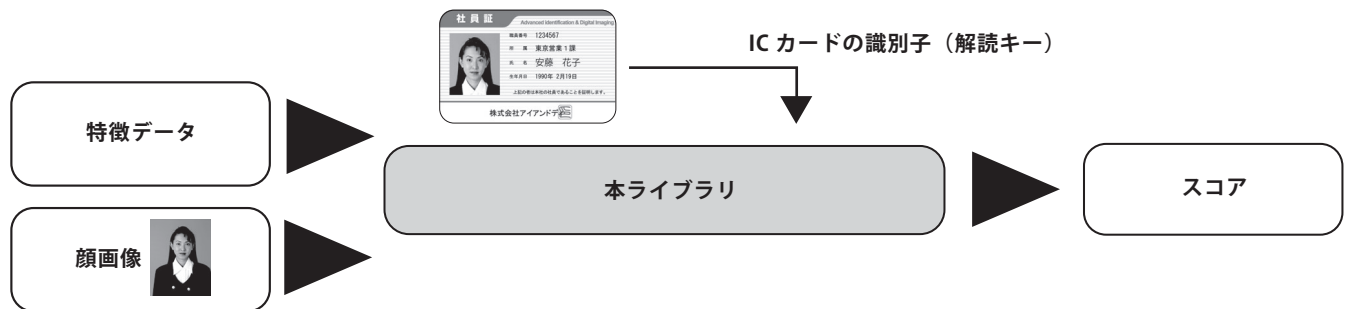 社員証
Advanced Identification & Digital Imaging
職員番号 1234567
所属 東京営業1課
氏名 安藤 花子
生年月日 1990年 2月19日
上記の者は本社の社員であることを証明します。
株式会社アイアンドディ
IC カードの識別子(解読キー)
特徴データ
本ライブラリ
スコア
顔画像